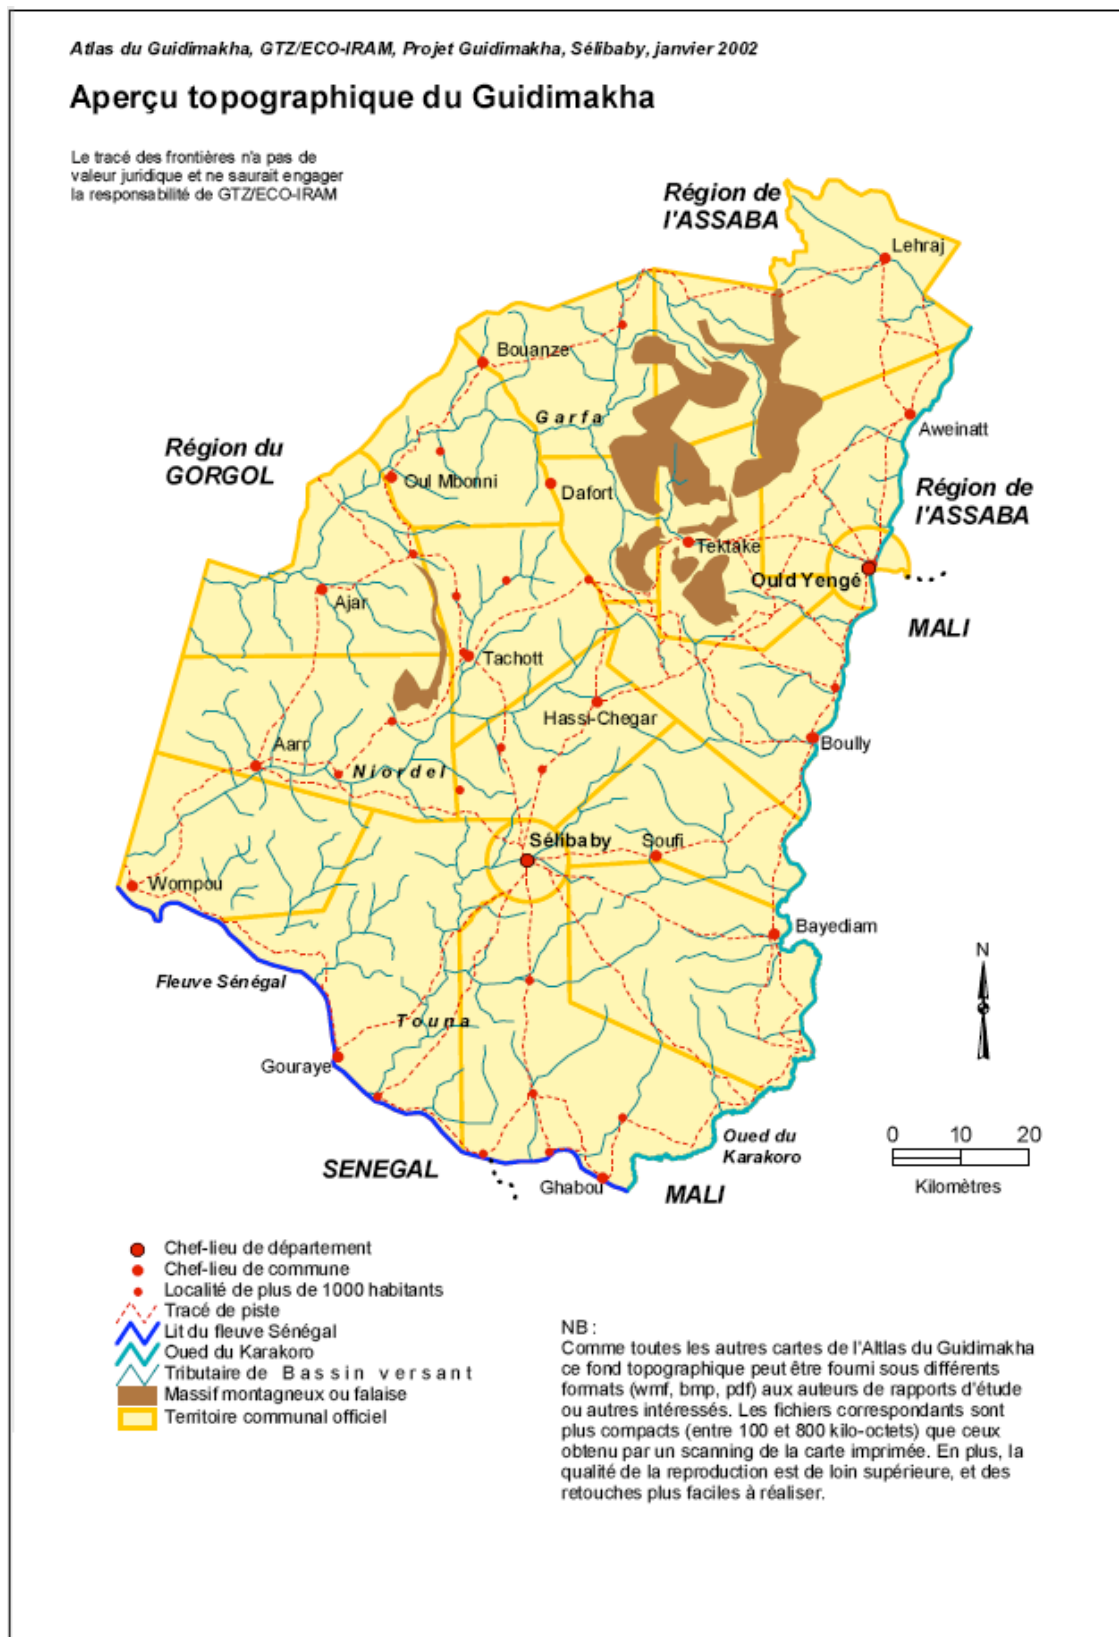 Atlas du Guidimakha, GTZ/ECO-IRAM, Projet Guidimakha, Sélibaby, janvier 2002
Aperçu topographique du Guidimakha
Le tracé des frontières n'a pas de
valeur juridique et ne saurait engager
la responsabilité de GTZ/ECO-IRAM
Région de
l'ASSABA
Lehraj
Bouanze
Garfa
Aweinatt
Région du
GORGOL
Oul Mbonni
Dafort
Région de
l'ASSABA
Tektake
Ould Yengé
Ajar
MALI
Tachott
Hassi-Chegar
Boully
Aarr
Niordel
Sélibaby
Soufi
Wompou
Bayediam
N
Fleuve Sénégal
Touna
Gouraye
Oued du
Karakoro
0 10 20
Kilomètres
SENEGAL
Ghabou
MALI
Chef-lieu de département
Chef-lieu de commune
Localité de plus de 1000 habitants
Tracé de piste
Lit du fleuve Sénégal
Oued du Karakoro
Tributaire de Bassin versant
Massif montagneux ou falaise
Territoire communal officiel
NB :
Comme toutes les autres cartes de l'Altlas du Guidimakha
ce fond topographique peut être fourni sous différents
formats (wmf, bmp, pdf) aux auteurs de rapports d'étude
ou autres intéressés. Les fichiers correspondants sont
plus compacts (entre 100 et 800 kilo-octets) que ceux
obtenu par un scanning de la carte imprimée. En plus, la
qualité de la reproduction est de loin supérieure, et des
retouches plus faciles à réaliser.